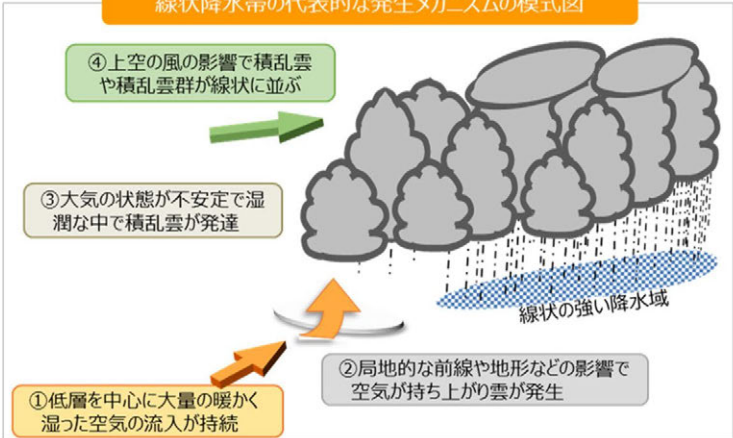 線状降水帯の代表的な発生メカニズムの模式図
④上空の風の影響で積乱雲
や積乱雲群が線状に並ぶ
③大気の状態が不安定で湿
潤な中で積乱雲が発達
線状の強い降水域
②局地的な前線や地形などの影響で
空気が持ち上がり雲が発生
①低層を中心に大量の暖かく
湿った空気の流入が持続